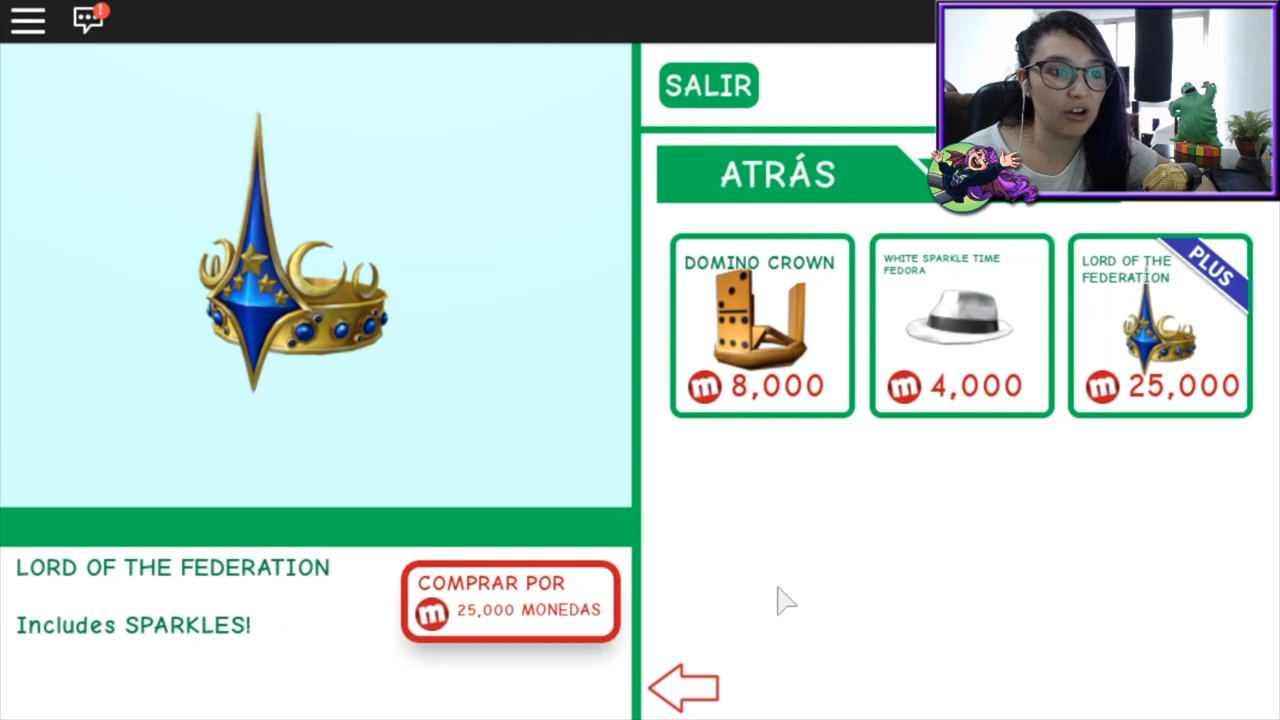 SALIR
ATRÁS
DOMINO CROWN
m 8,000
WHITE SPARKLE TIME
FEDORA
m 4,000
LORD OF THE
FEDERATION
PLUS
m 25,000
LORD OF THE FEDERATION
Includes SPARKLES!
COMPRAR POR
m 25,000 MONEDAS